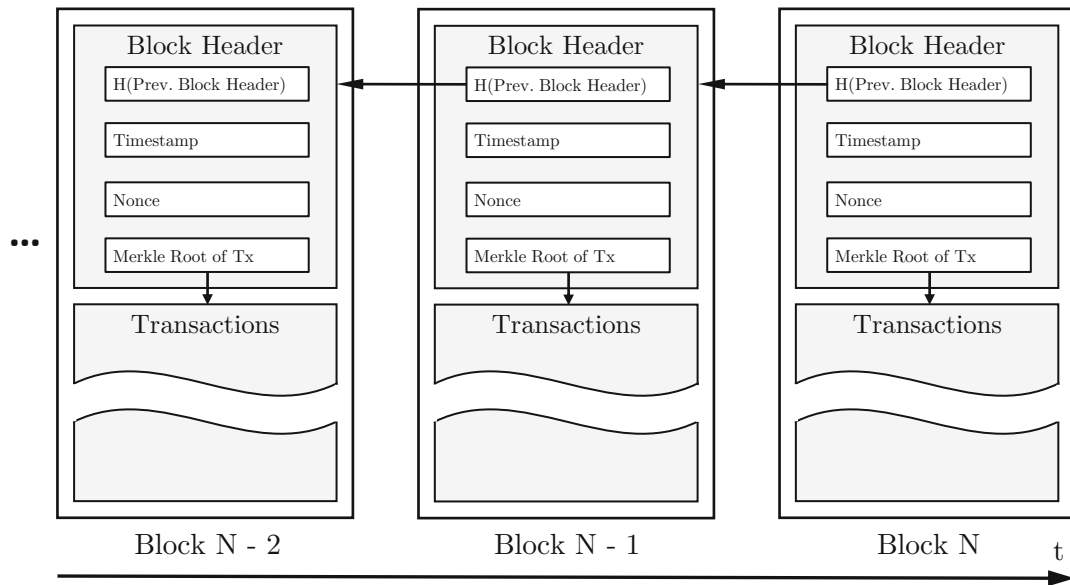 Block Header
H(Prev. Block Header)
Timestamp
Nonce
Merkle Root of Tx
Transactions
Block N - 2
Block Header
H(Prev. Block Header)
Timestamp
Nonce
Merkle Root of Tx
Transactions
Block N - 1
Block Header
H(Prev. Block Header)
Timestamp
Nonce
Merkle Root of Tx
Transactions
Block N
...
t